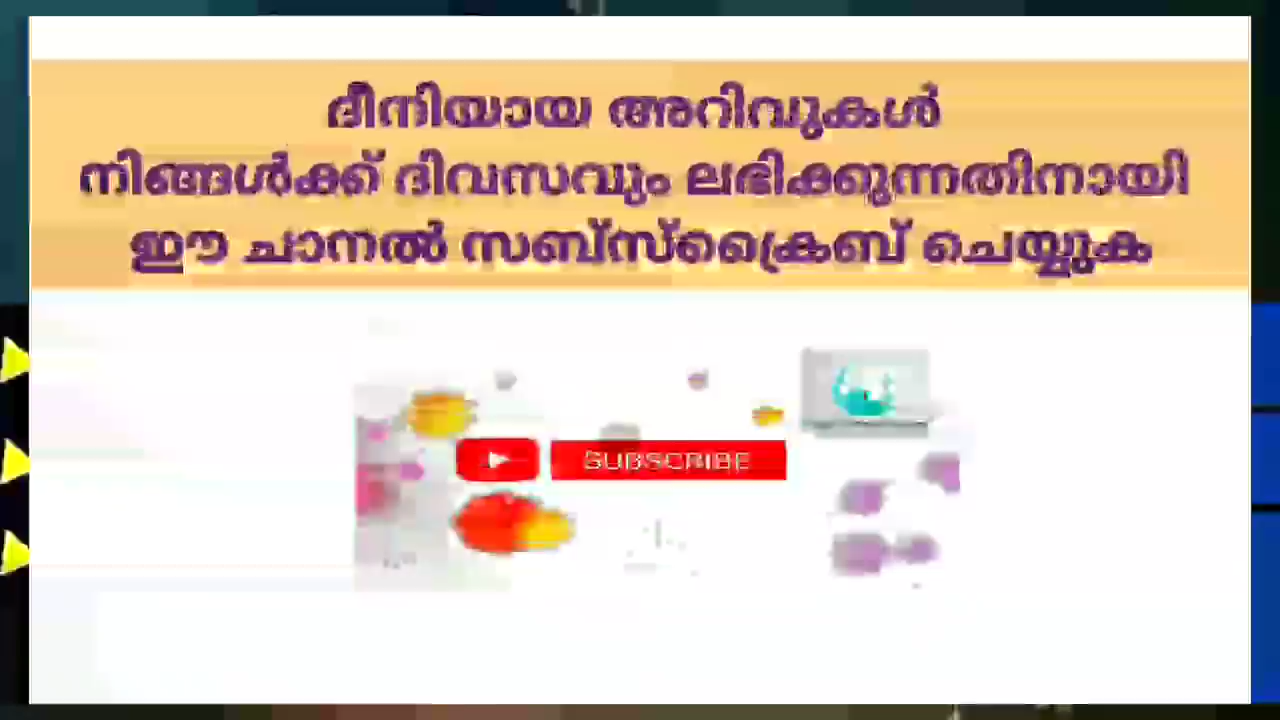 ദീനിയായ അറിവുകൾ
നിങ്ങൾക്ക് ദിവസവും ലഭിക്കുന്നതിനായി
ഈ ചാനൽ സബ്സ്ക്രൈബ് ചെയ്യുക
SUBSCRIBE